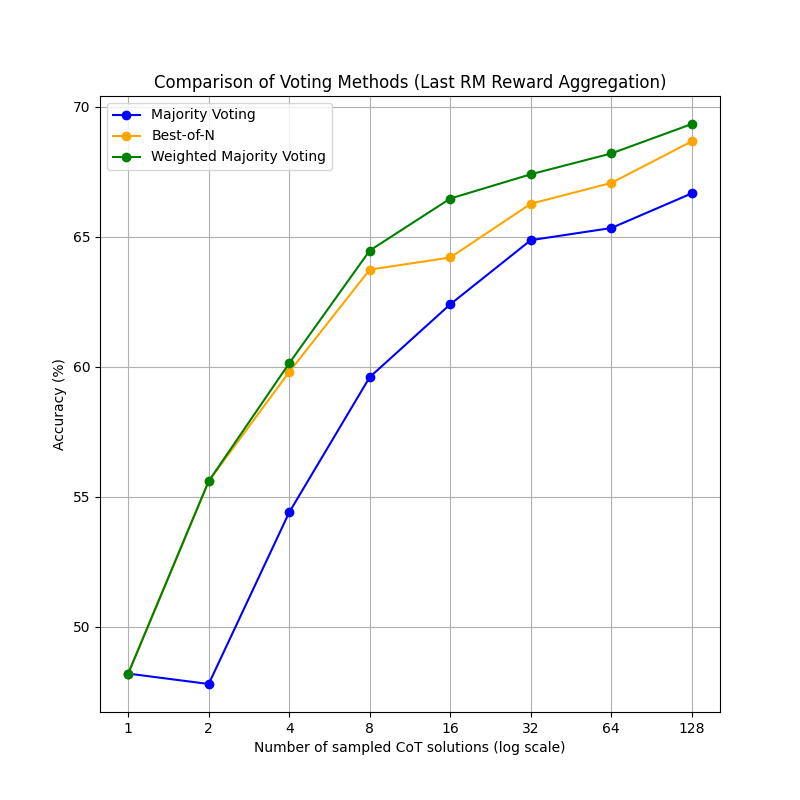 Comparison of Voting Methods (Last RM Reward Aggregation)
Majority Voting
Best-of-N
Weighted Majority Voting
70
65
60
55
50
Accuracy (%)
1 2 4 8 16 32 64 128
Number of sampled CoT solutions (log scale)